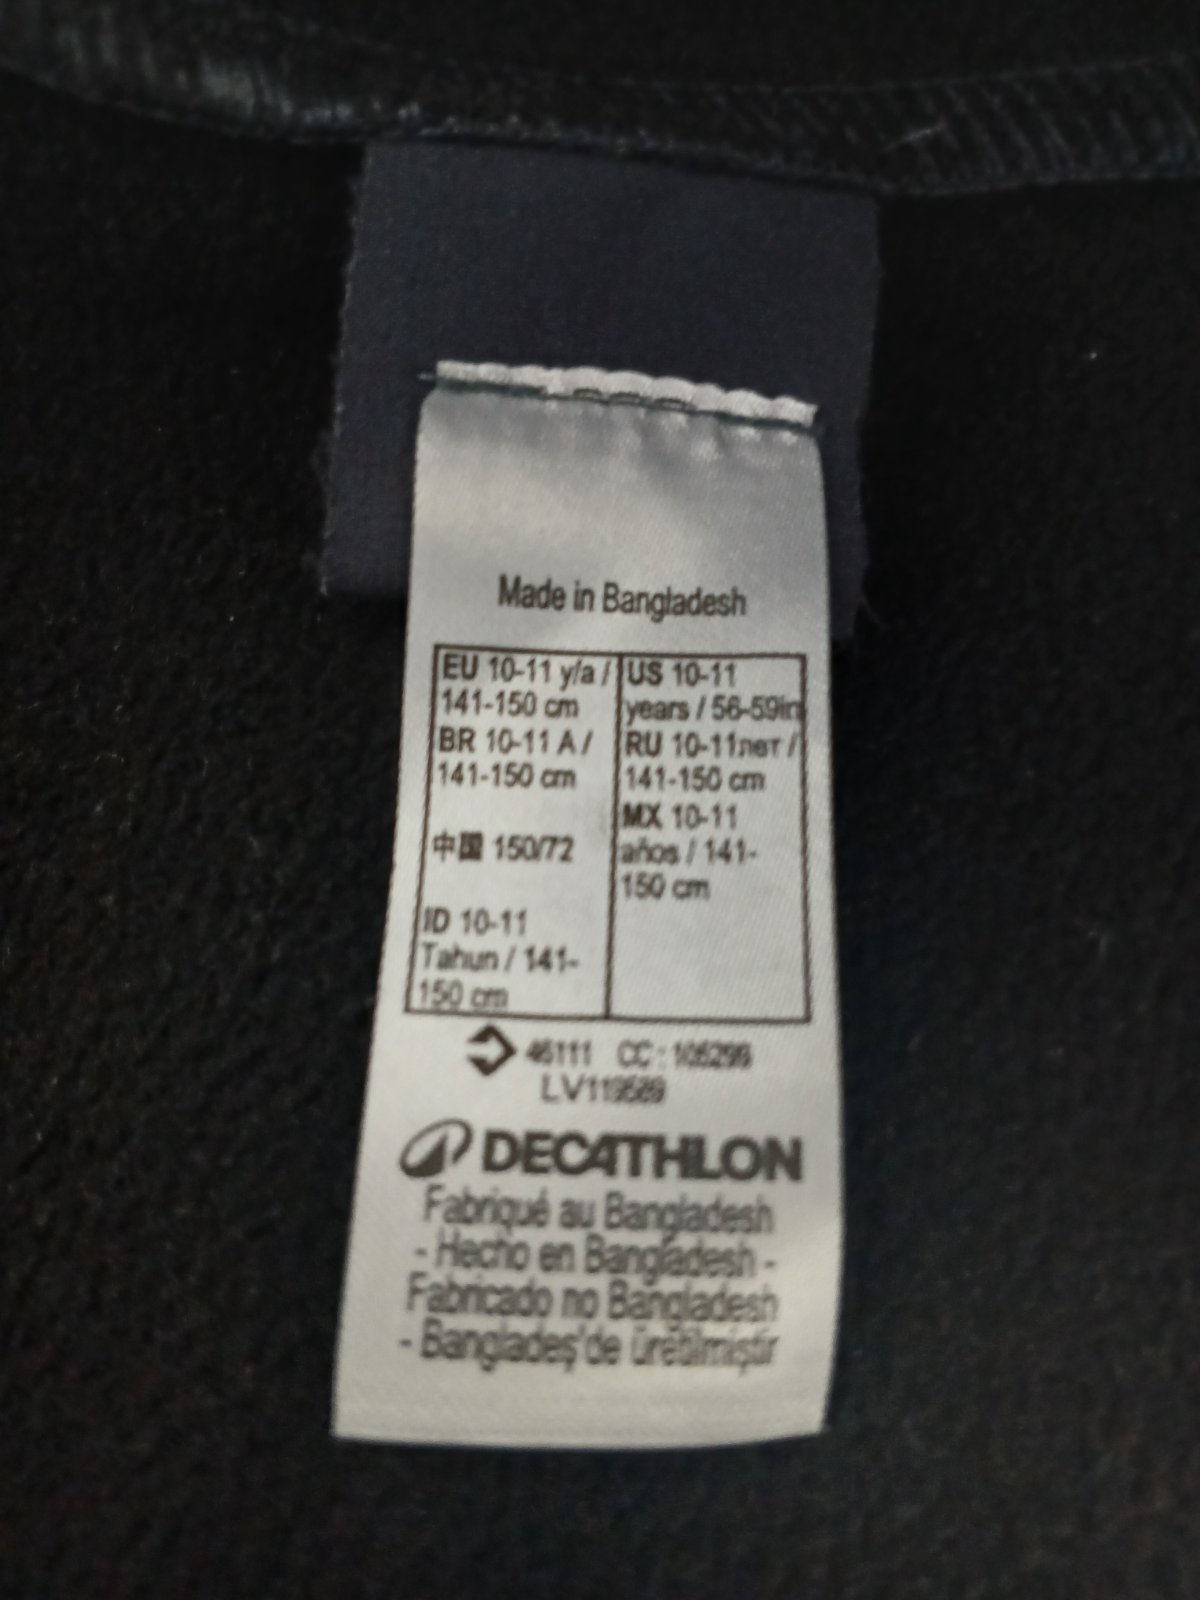 Made in Bangladesh
EU 10-11 y/a /
141-150 cm
BR 10-11 A /
141-150 cm
中国 150/72
ID 10-11
Tahun / 141-
150 cm
US 10-11
years / 56-59in
RU 10-11лет /
141-150 cm
MX 10-11
años / 141-
150 cm
46111 CC : 106299
LV119589
DECATHLON
Fabriqué au Bangladesh
- Hecho en Bangladesh -
Fabricado no Bangladesh
- Bangladeş'de üretilmiştir